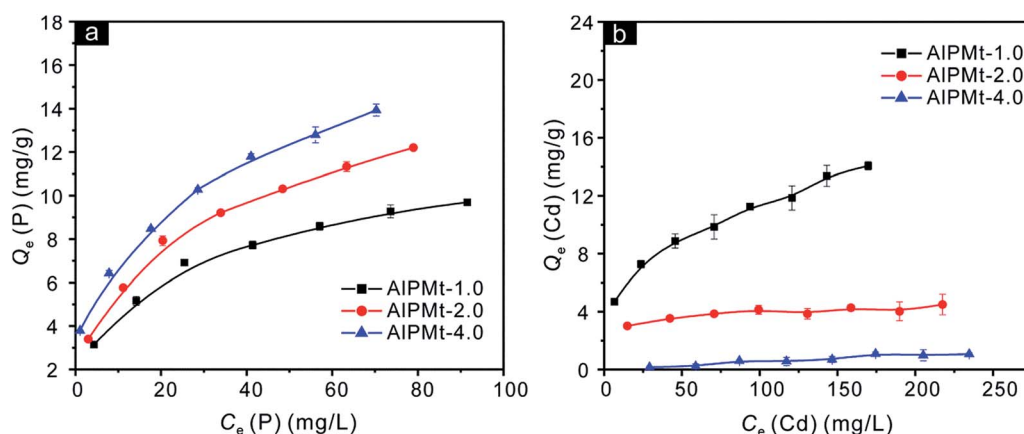 a
18
16
14
12
10
8
6
4
2
Qe (P) (mg/g)
AlPMt-1.0
AlPMt-2.0
AlPMt-4.0
0 20 40 60 80 100
Ce (P) (mg/L)
b
24
20
16
12
8
4
0
Qe (Cd) (mg/g)
AlPMt-1.0
AlPMt-2.0
AlPMt-4.0
0 50 100 150 200 250
Ce (Cd) (mg/L)